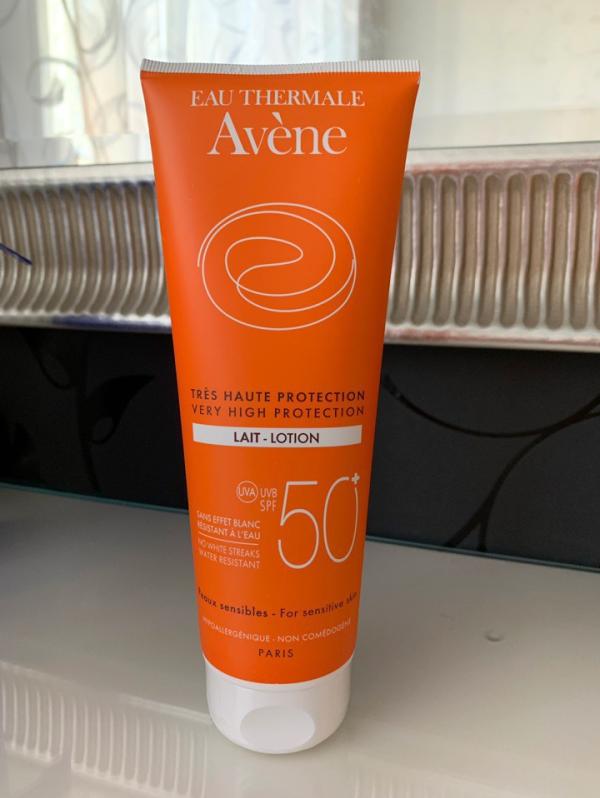 EAU THERMALE
Avène
TRÈS HAUTE PROTECTION
VERY HIGH PROTECTION
LAIT - LOTION
UVA UVB
SPF
50+
SANS EFFET BLANC
RÉSISTANT À L'EAU
NO WHITE STREAKS
WATER RESISTANT
Peaux sensibles - For sensitive skin
HYPOALLERGÉNIQUE - NON COMÉDOGÈNE
PARIS